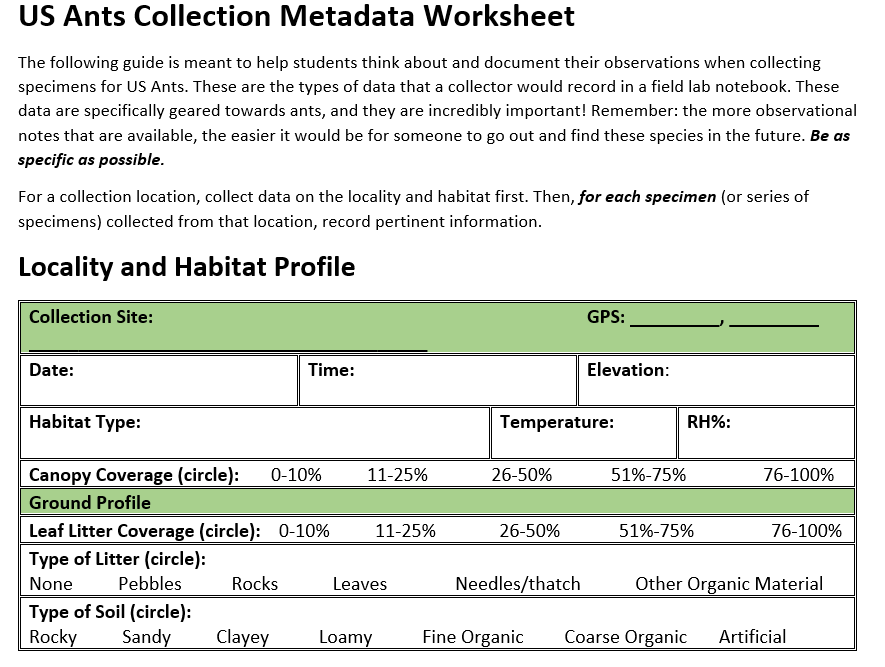 US Ants Collection Metadata Worksheet
The following guide is meant to help students think about and document their observations when collecting
specimens for US Ants. These are the types of data that a collector would record in a field lab notebook. These
data are specifically geared towards ants, and they are incredibly important! Remember: the more observational
notes that are available, the easier it would be for someone to go out and find these species in the future. Be as
specific as possible.
For a collection location, collect data on the locality and habitat first. Then, for each specimen (or series of
specimens) collected from that location, record pertinent information.
Locality and Habitat Profile
Collection Site: GPS: _________, _________
________________________________________
Date: Time: Elevation:
Habitat Type: Temperature: RH%:
Canopy Coverage (circle): 0-10% 11-25% 26-50% 51%-75% 76-100%
Ground Profile
Leaf Litter Coverage (circle): 0-10% 11-25% 26-50% 51%-75% 76-100%
Type of Litter (circle):
None Pebbles Rocks Leaves Needles/thatch Other Organic Material
Type of Soil (circle):
Rocky Sandy Clayey Loamy Fine Organic Coarse Organic Artificial